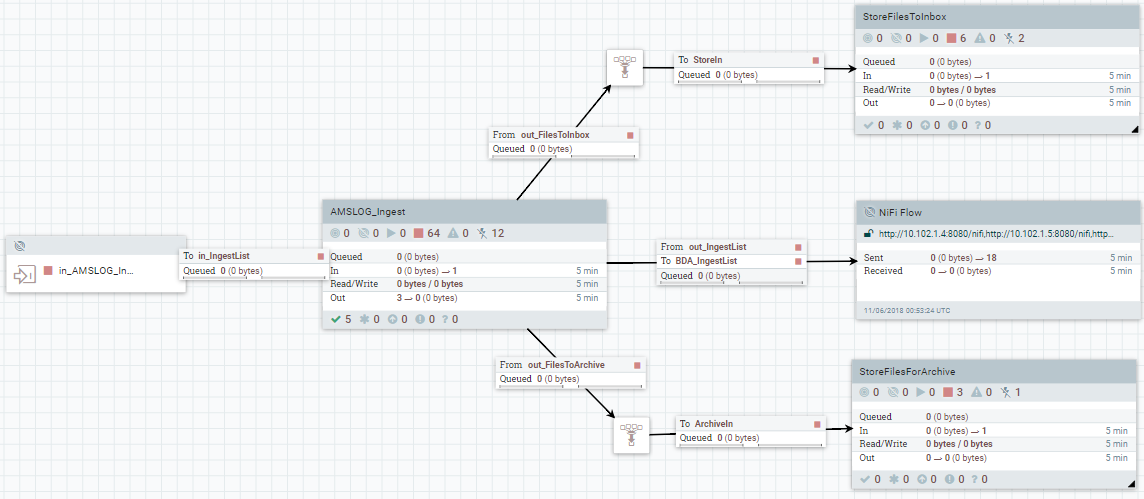 StoreFilesToInbox
0 0 0 6 0 2
Queued 0 (0 bytes)
In 0 (0 bytes) → 1 5 min
Read/Write 0 bytes / 0 bytes 5 min
Out 0 → 0 (0 bytes) 5 min
0 0 0 0 ? 0
To StoreIn
Queued 0 (0 bytes)
From out_FilesToInbox
Queued 0 (0 bytes)
in_AMSLOG_In...
To in_IngestList
Queued 0 (0 bytes)
AMSLOG_Ingest
0 0 0 64 0 12
Queued 0 (0 bytes)
In 0 (0 bytes) → 1 5 min
Read/Write 0 bytes / 0 bytes 5 min
Out 3 → 0 (0 bytes) 5 min
5 0 0 0 ? 0
From out_IngestList
To BDA_IngestList
Queued 0 (0 bytes)
NiFi Flow
http://10.102.1.4:8080/nifi,http://10.102.1.5:8080/nifi,http...
Sent 0 (0 bytes) → 18 5 min
Received 0 → 0 (0 bytes) 5 min
11/06/2018 00:53:24 UTC
From out_FilesToArchive
Queued 0 (0 bytes)
To ArchiveIn
Queued 0 (0 bytes)
StoreFilesForArchive
0 0 0 3 0 1
Queued 0 (0 bytes)
In 0 (0 bytes) → 1 5 min
Read/Write 0 bytes / 0 bytes 5 min
Out 0 → 0 (0 bytes) 5 min
0 0 0 0 ? 0